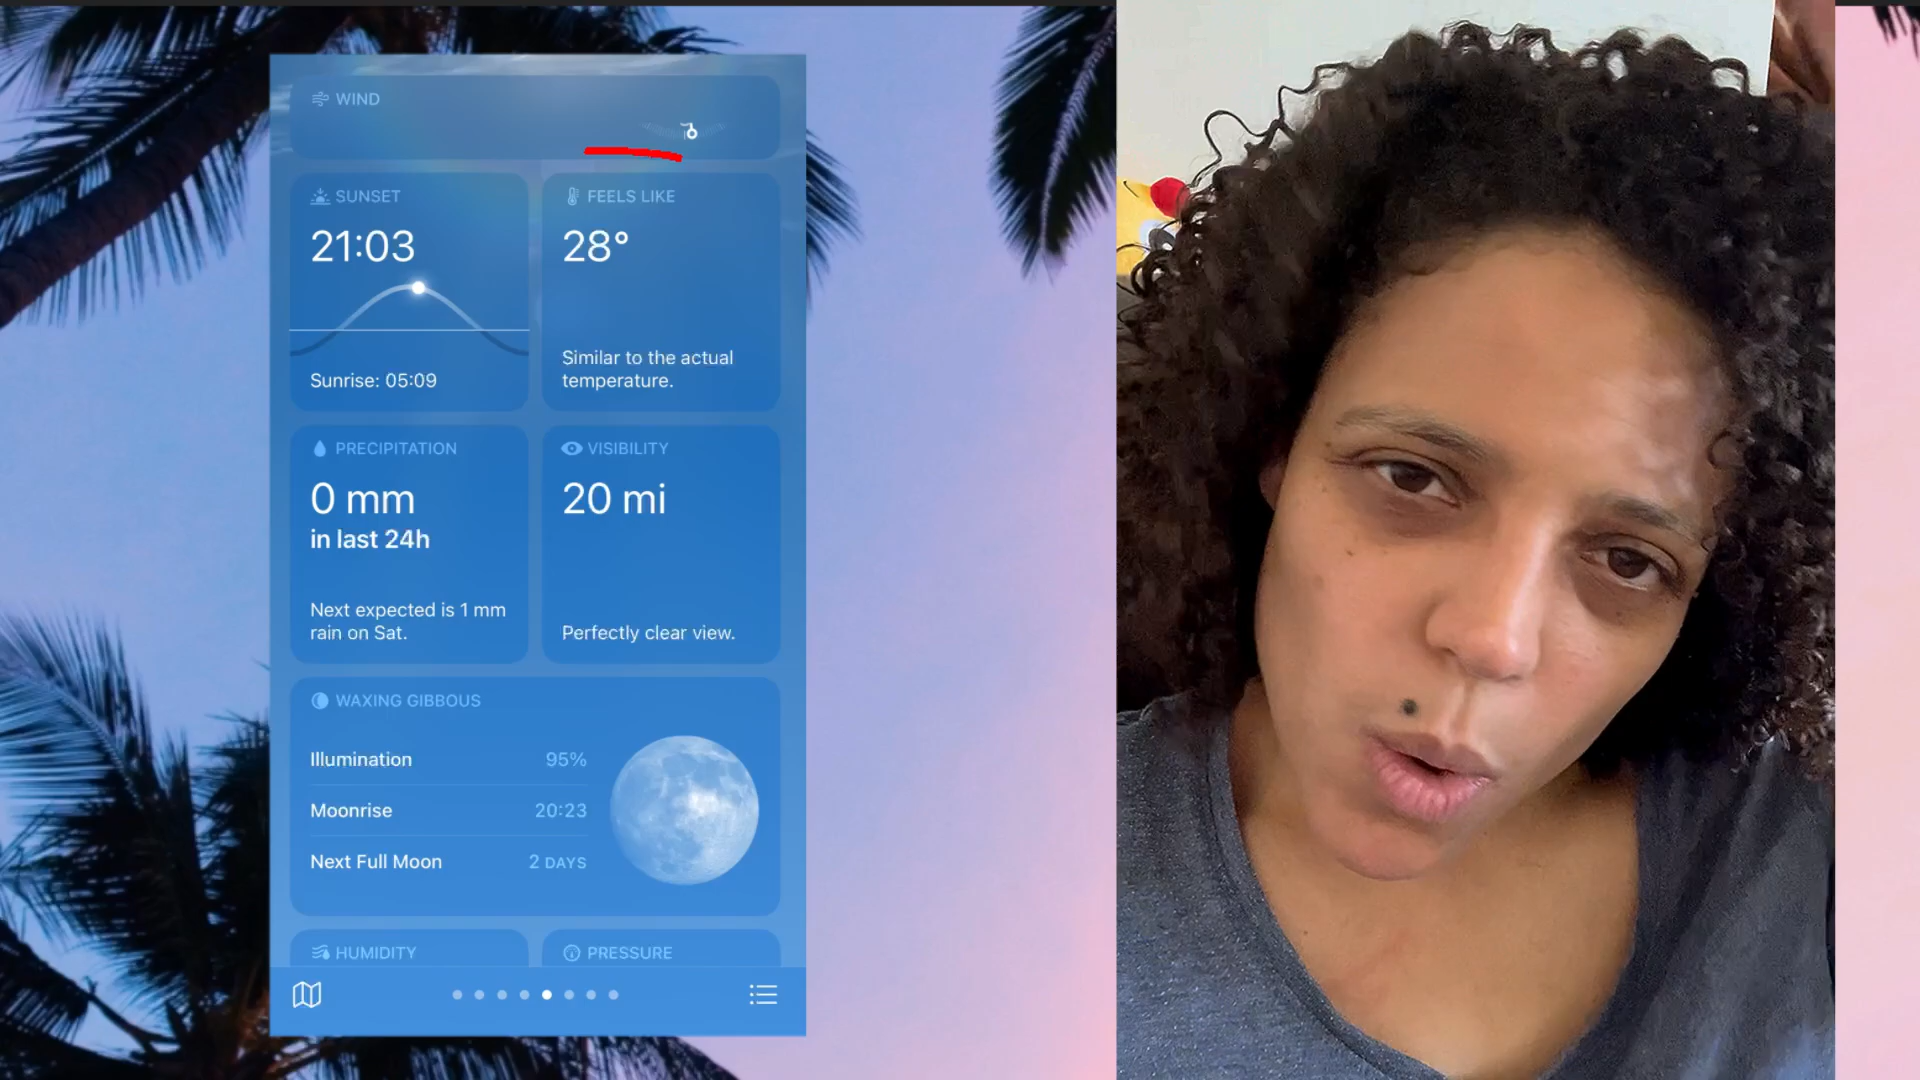 WIND
SUNSET
21:03
Sunrise: 05:09
FEELS LIKE
28°
Similar to the actual
temperature.
PRECIPITATION
0 mm
in last 24h
Next expected is 1 mm
rain on Sat.
VISIBILITY
20 mi
Perfectly clear view.
WAXING GIBBOUS
Illumination 95%
Moonrise 20:23
Next Full Moon 2 DAYS
HUMIDITY
PRESSURE